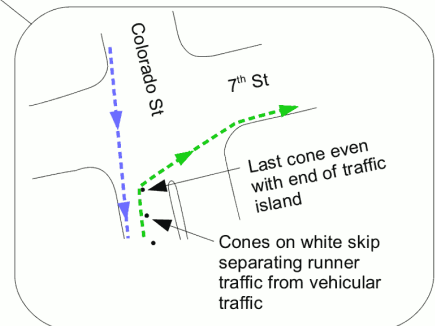 Colorado St
7th St
Last cone even
with end of traffic
island
Cones on white skip
separating runner
traffic from vehicular
traffic